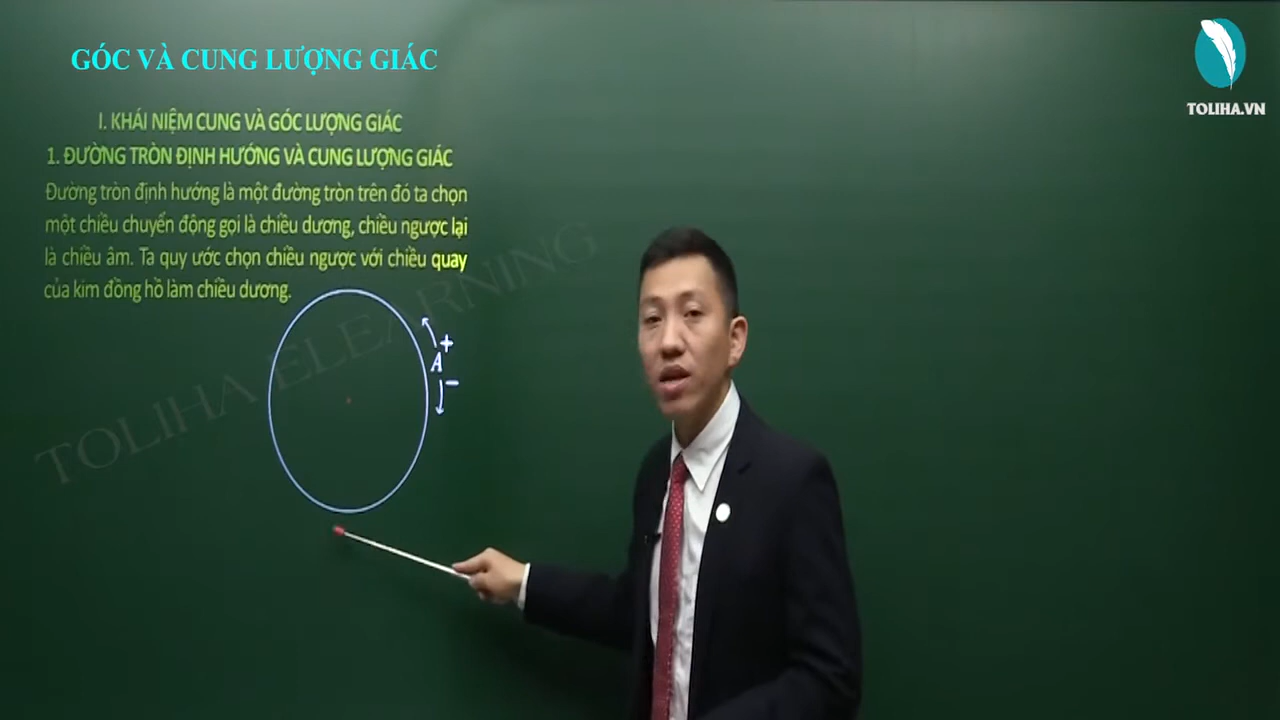 GÓC VÀ CUNG LƯỢNG GIÁC
TOLIHA.VN
I. KHÁI NIỆM CUNG VÀ GÓC LƯỢNG GIÁC
1. ĐƯỜNG TRÒN ĐỊNH HƯỚNG VÀ CUNG LƯỢNG GIÁC
Đường tròn định hướng là một đường tròn trên đó ta chọn
một chiều chuyển động gọi là chiều dương, chiều ngược lại
là chiều âm. Ta quy ước chọn chiều ngược với chiều quay
của kim đồng hồ làm chiều dương.
+
A
−
TOLIHA ELEARNING